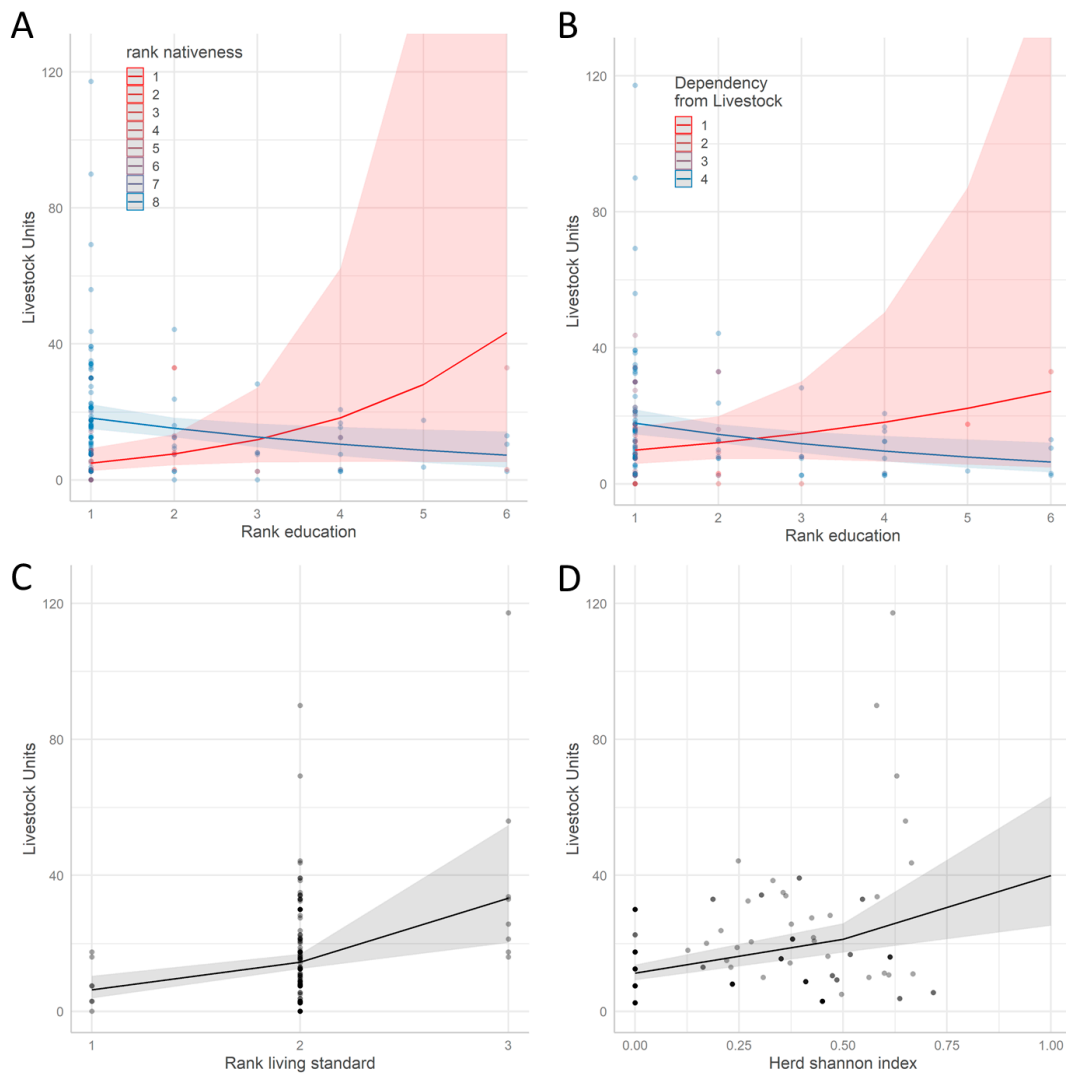 A
rank nativeness
1
2
3
4
5
6
7
8
120
80
40
0
Livestock Units
1 2 3 4 5 6
Rank education
B
Dependency
from Livestock
1
2
3
4
120
80
40
0
Livestock Units
1 2 3 4 5 6
Rank education
C
120
80
40
0
Livestock Units
1 2 3
Rank living standard
D
120
80
40
0
Livestock Units
0.00 0.25 0.50 0.75 1.00
Herd shannon index